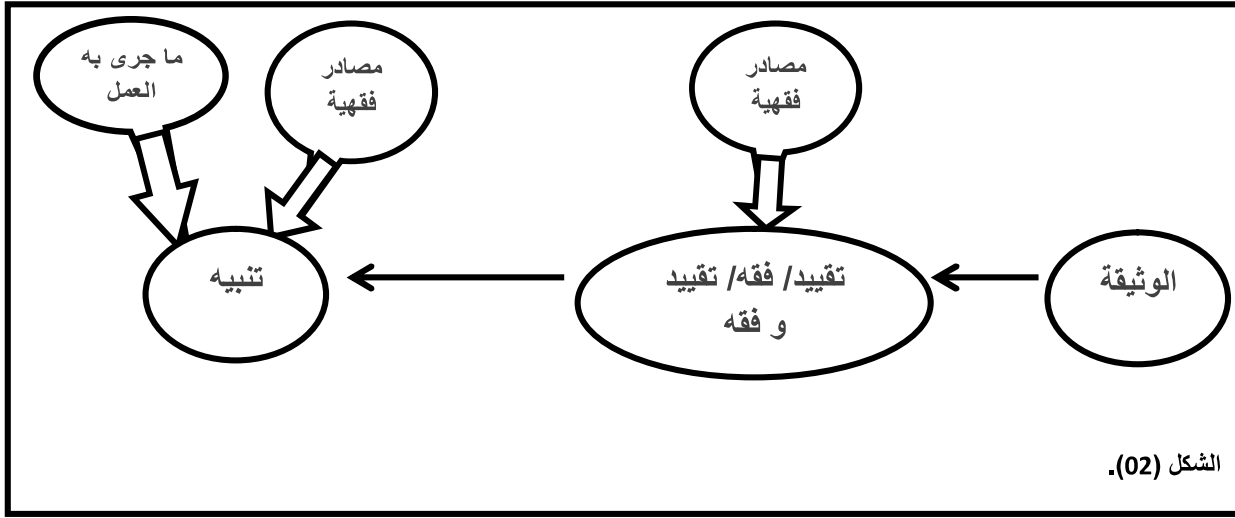 مصادر
فقهية
مصادر
فقهية
ما جرى به
العمل
الوثيقة
تقييد/ فقه/ تقييد
و فقه
تنبيه
الشكل (02).